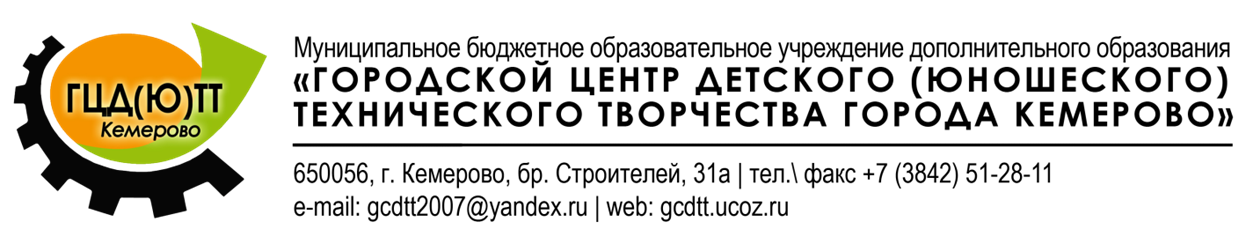 ГЦД(Ю)ТТ
Кемерово
Муниципальное бюджетное образовательное учреждение дополнительного образования
«ГОРОДСКОЙ ЦЕНТР ДЕТСКОГО (ЮНОШЕСКОГО)
ТЕХНИЧЕСКОГО ТВОРЧЕСТВА ГОРОДА КЕМЕРОВО»
650056, г. Кемерово, бр. Строителей, 31а | тел.\ факс +7 (3842) 51-28-11
e-mail: gcdtt2007@yandex.ru | web: gcdtt.ucoz.ru